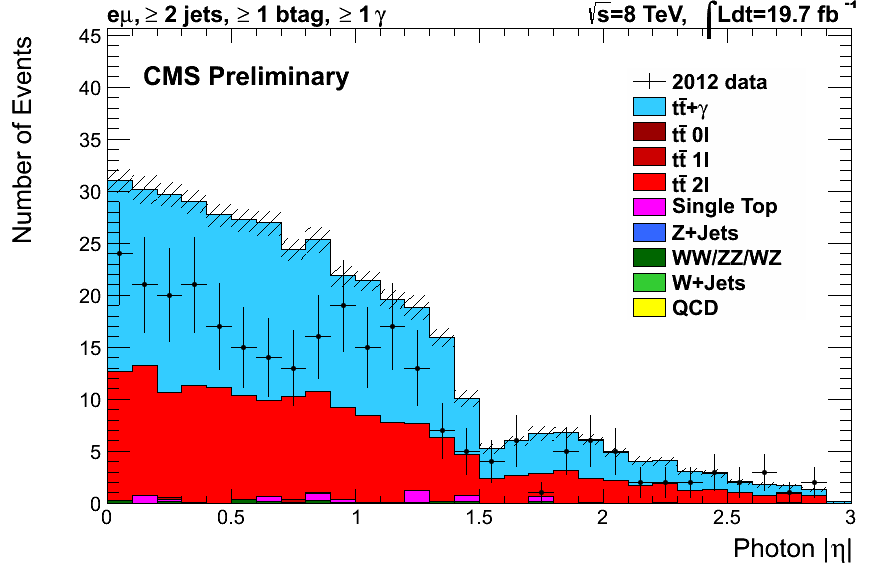 eμ, ≥ 2 jets, ≥ 1 btag, ≥ 1 γ
√s=8 TeV, ∫Ldt=19.7 fb⁻¹
CMS Preliminary
Number of Events
45
40
35
30
25
20
15
10
5
0
2012 data
tt̄+γ
tt̄ 0l
tt̄ 1l
tt̄ 2l
Single Top
Z+Jets
WW/ZZ/WZ
W+Jets
QCD
0 0.5 1 1.5 2 2.5 3
Photon |η|